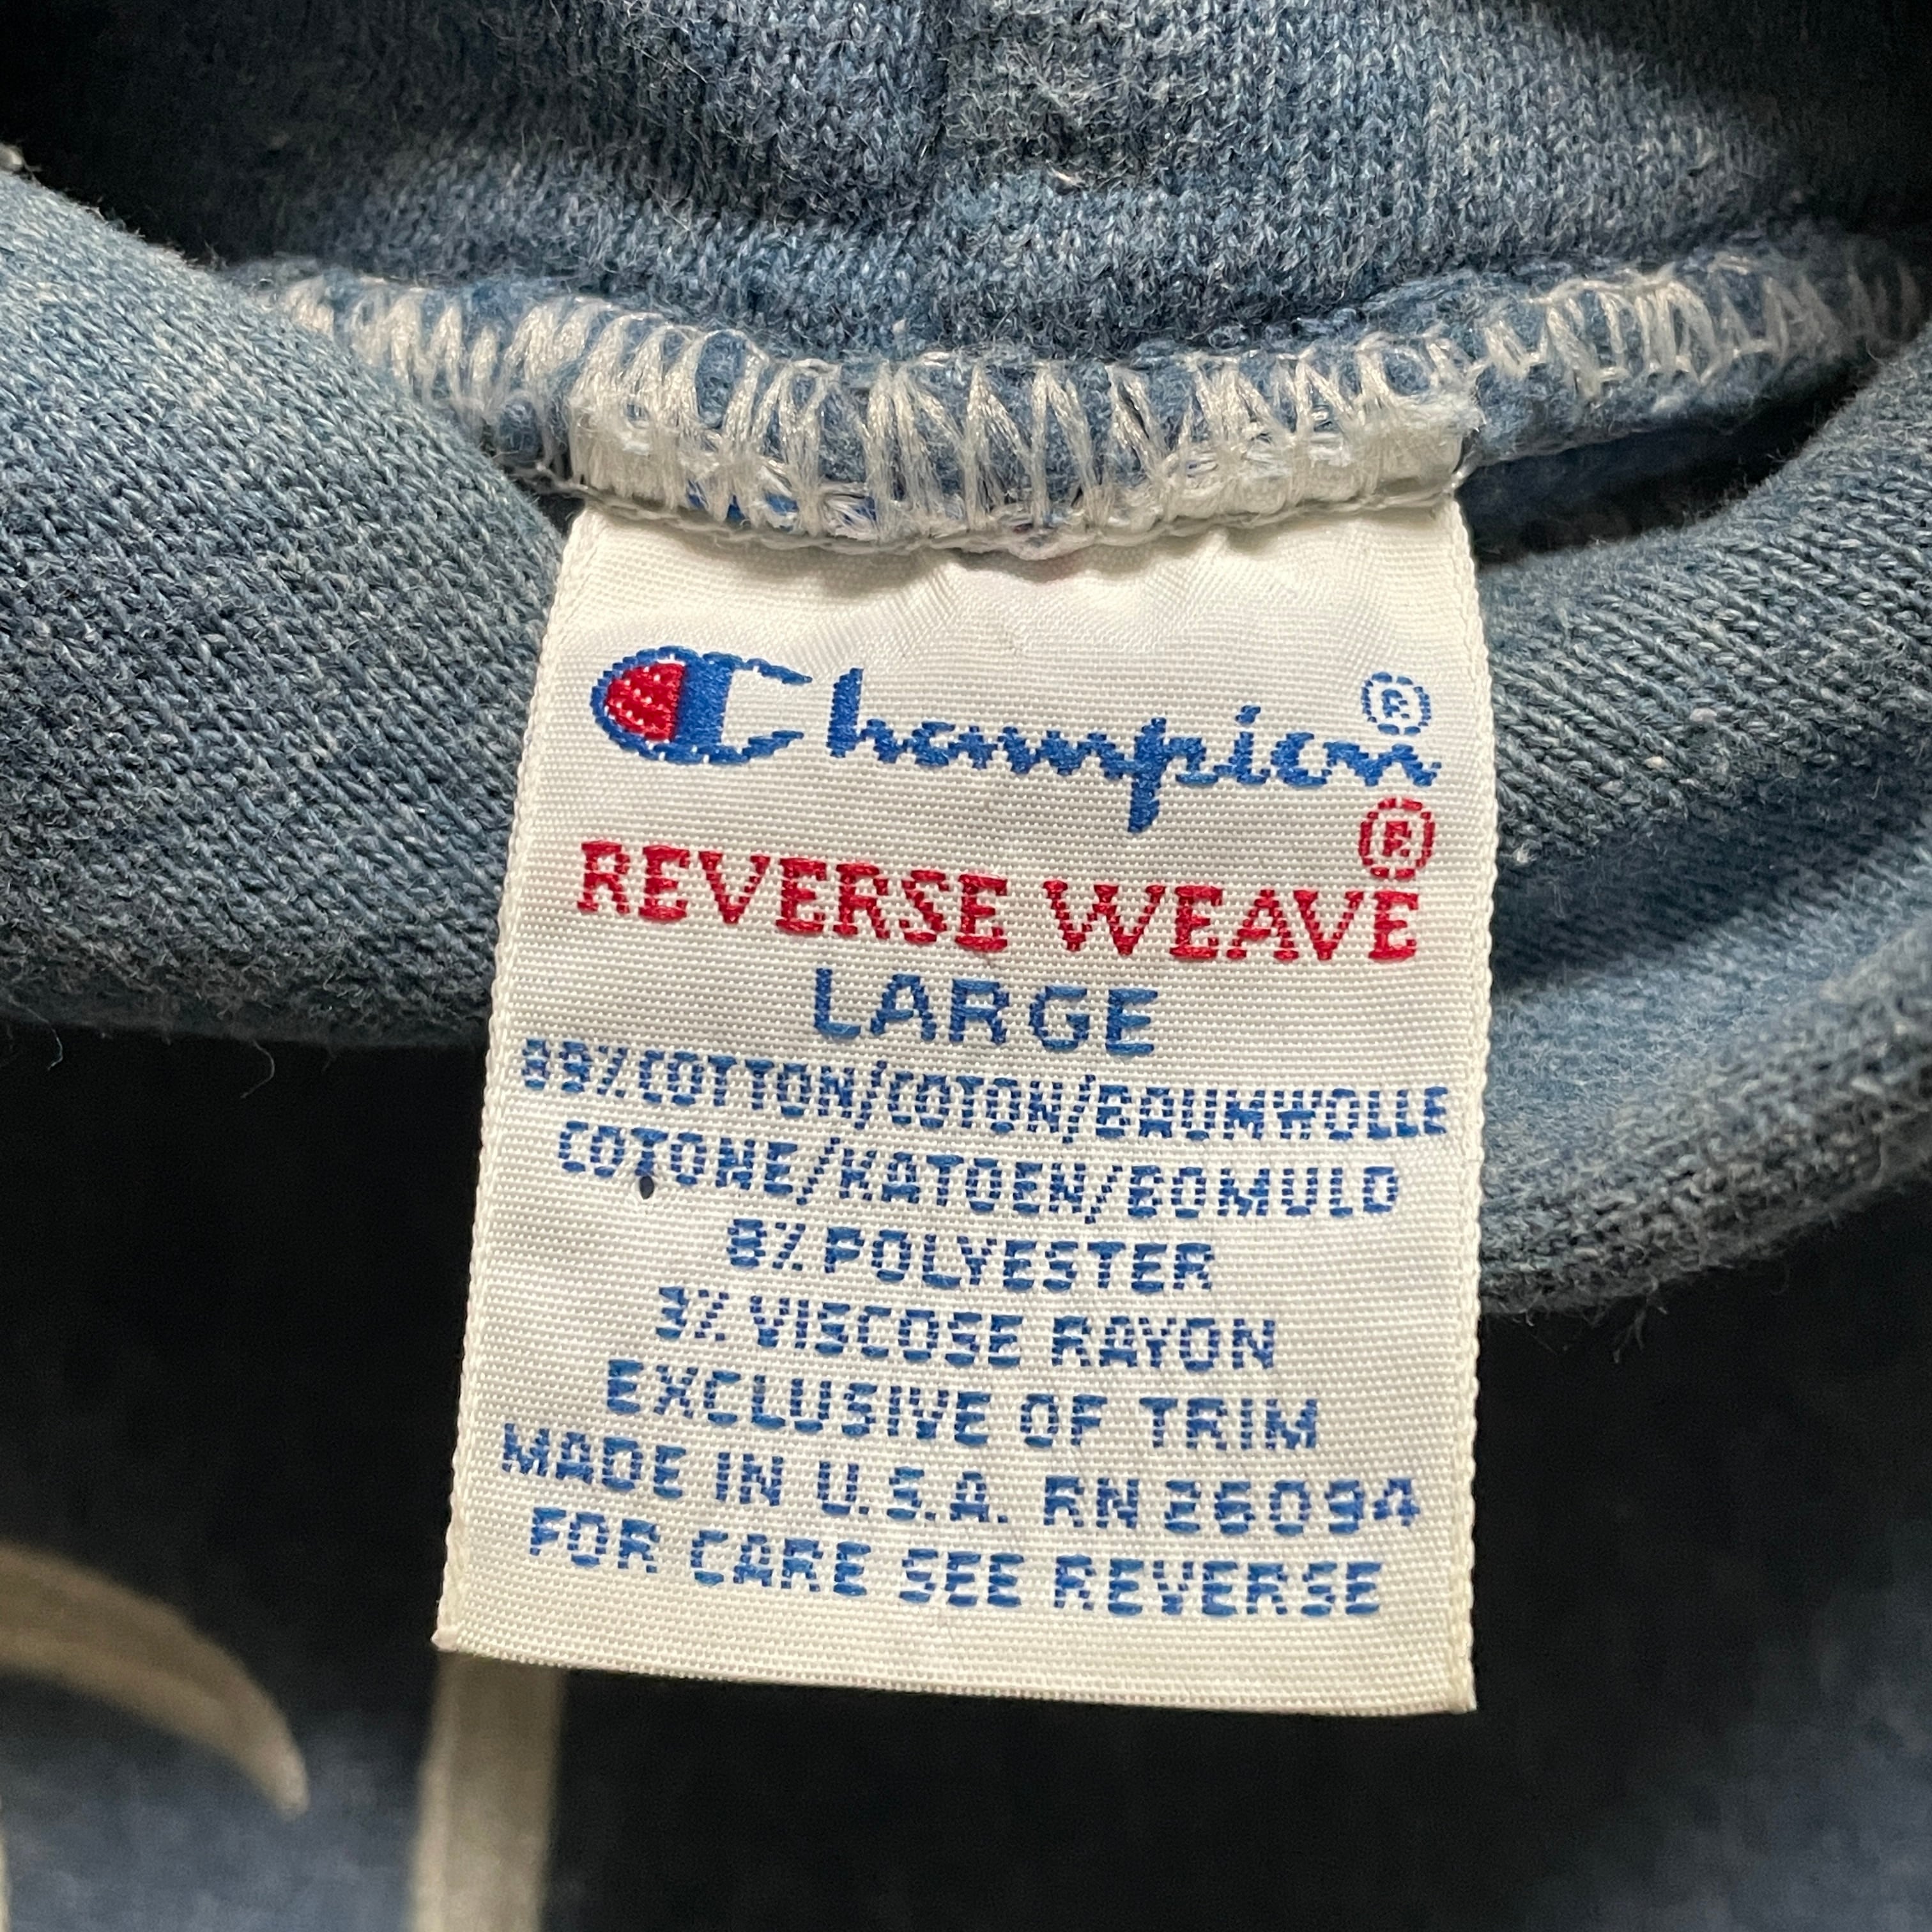 Champion®
REVERSE WEAVE®
LARGE
89% COTTON/COTON/BAUMWOLLE
COTONE/KATOEN/BOMULD
8% POLYESTER
3% VISCOSE RAYON
EXCLUSIVE OF TRIM
MADE IN U.S.A. RN 26094
FOR CARE SEE REVERSE